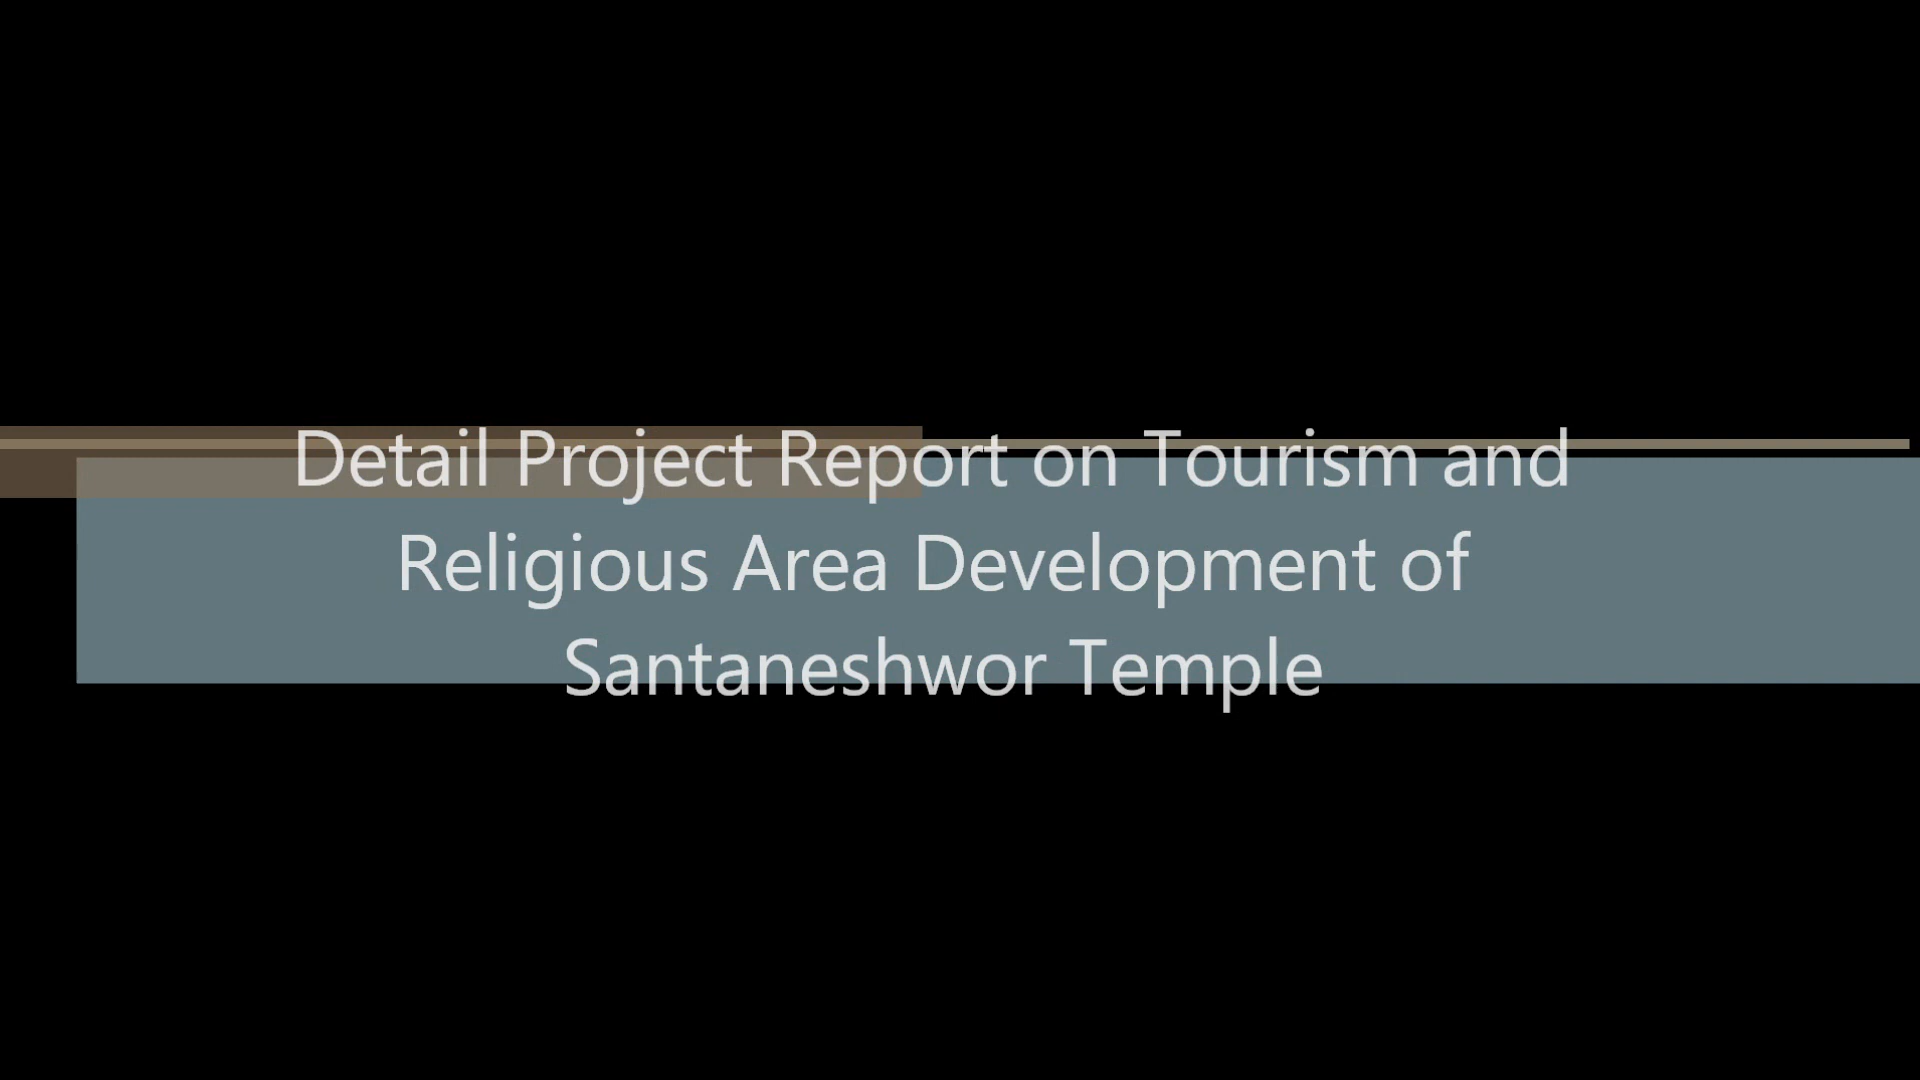 Detail Project Report on Tourism and
Religious Area Development of
Santaneshwor Temple